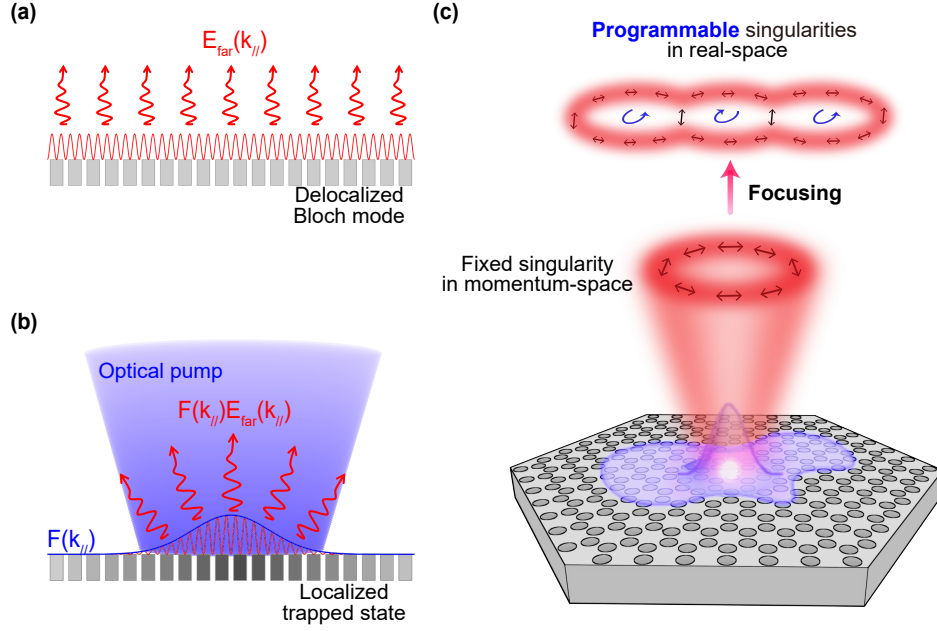 (a)
E_far(k_//)
Delocalized
Bloch mode
(b)
Optical pump
F(k_//)E_far(k_//)
F(k_//)
Localized
trapped state
(c)
Programmable singularities
in real-space
Focusing
Fixed singularity
in momentum-space